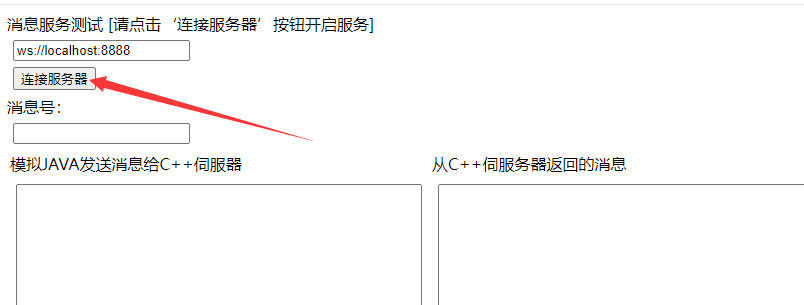 消息服务测试 [请点击‘连接服务器’按钮开启服务]
ws://localhost:8888
连接服务器
消息号：
模拟JAVA发送消息给C++伺服器
从C++伺服务器返回的消息